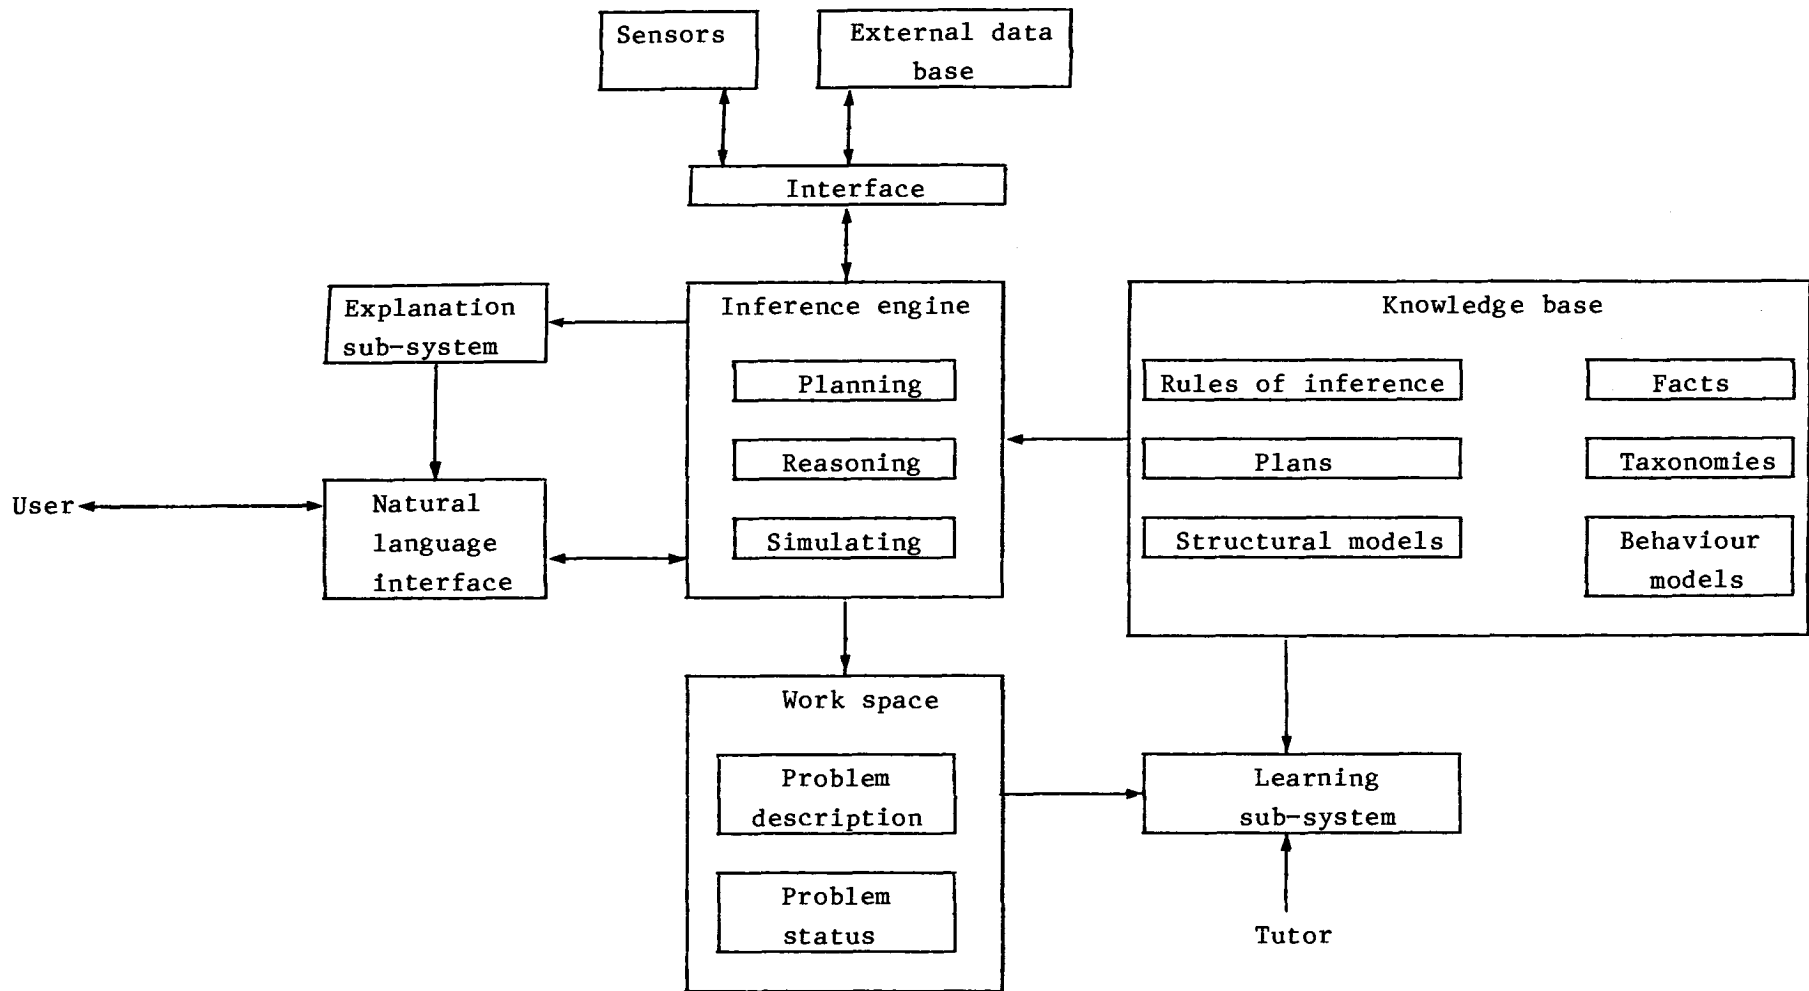 Sensors
External data
base
Interface
Explanation
sub-system
Inference engine
Planning
Reasoning
Simulating
Knowledge base
Rules of inference
Facts
Plans
Taxonomies
Structural models
Behaviour
models
User
Natural
language
interface
Work space
Problem
description
Problem
status
Learning
sub-system
Tutor